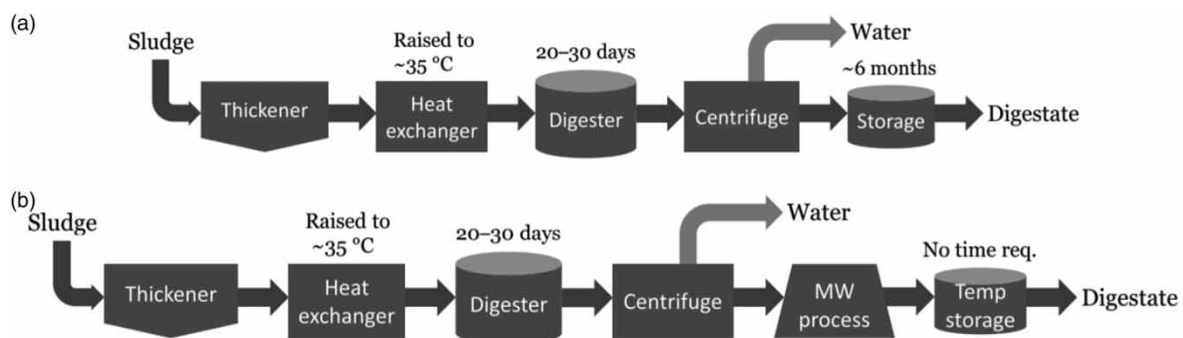 (a)
Sludge
Thickener
Raised to
~35 °C
Heat
exchanger
20–30 days
Digester
Centrifuge
Water
~6 months
Storage
Digestate
(b)
Sludge
Thickener
Raised to
~35 °C
Heat
exchanger
20–30 days
Digester
Centrifuge
Water
MW
process
No time req.
Temp
storage
Digestate